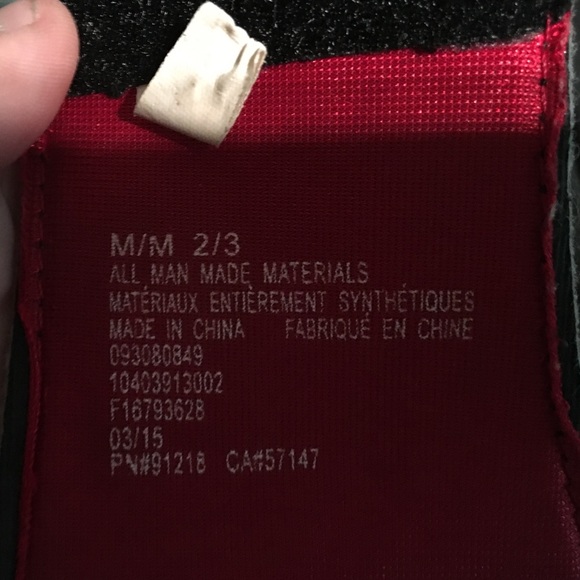 M/M 2/3
ALL MAN MADE MATERIALS
MATÉRIAUX ENTIÈREMENT SYNTHÉTIQUES
MADE IN CHINA FABRIQUÉ EN CHINE
093080849
10403913002
F16793628
03/15
PN#91218 CA#57147